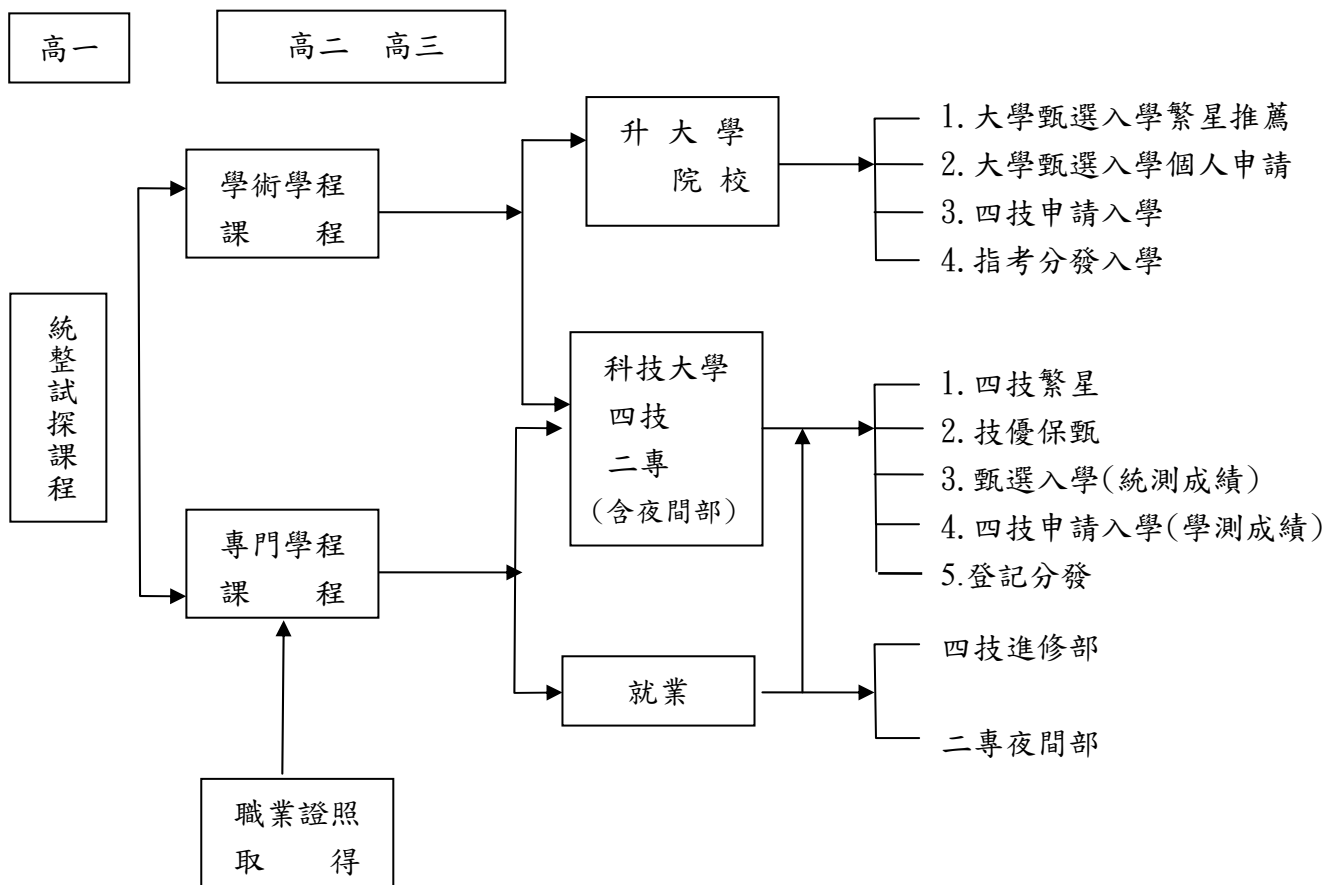 高一
高二 高三
統整試探課程
學術學程
課 程
專門學程
課 程
職業證照
取 得
升大學
院校
科技大學
四技
二專
(含夜間部)
就業
1.大學甄選入學繁星推薦
2.大學甄選入學個人申請
3.四技申請入學
4.指考分發入學
1.四技繁星
2.技優保甄
3.甄選入學(統測成績)
4.四技申請入學(學測成績)
5.登記分發
四技進修部
二專夜間部